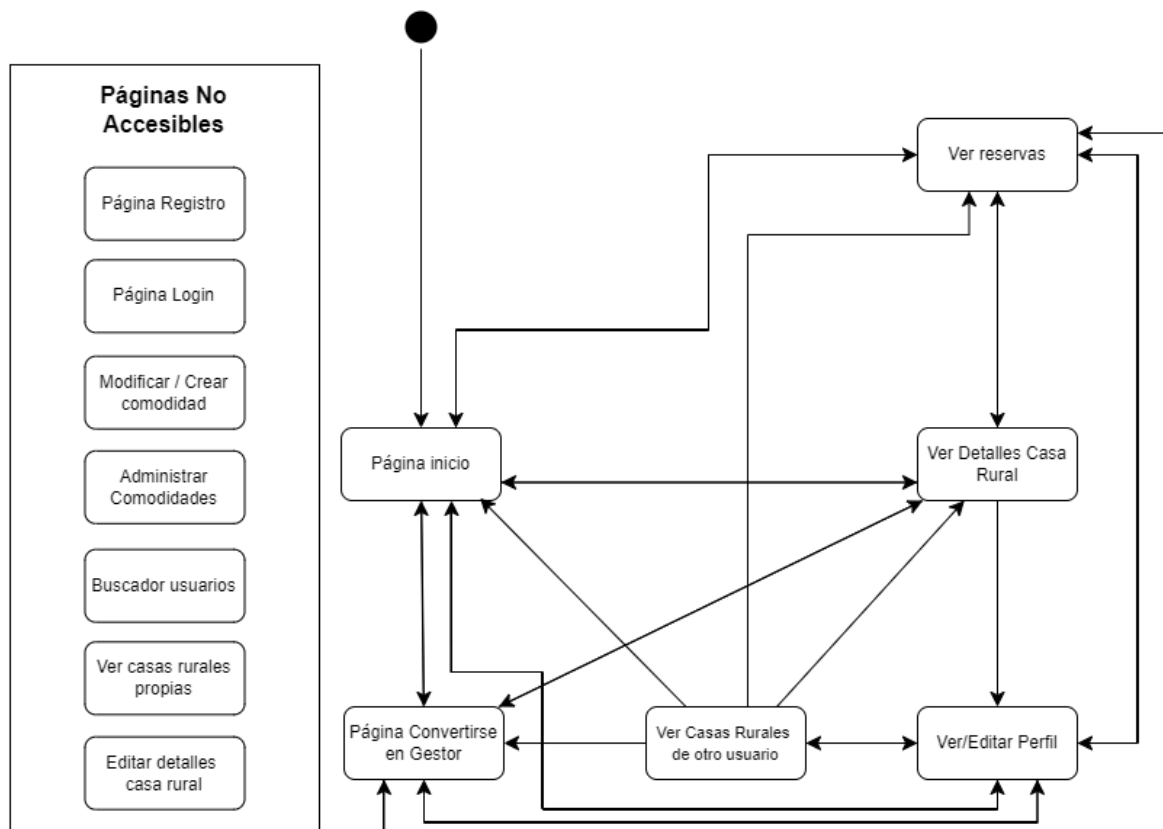 Páginas No
Accesibles
Página Registro
Página Login
Modificar / Crear
comodidad
Administrar
Comodidades
Buscador usuarios
Ver casas rurales
propias
Editar detalles
casa rural
Ver reservas
Página inicio
Ver Detalles Casa
Rural
Página Convertirse
en Gestor
Ver Casas Rurales
de otro usuario
Ver/Editar Perfil